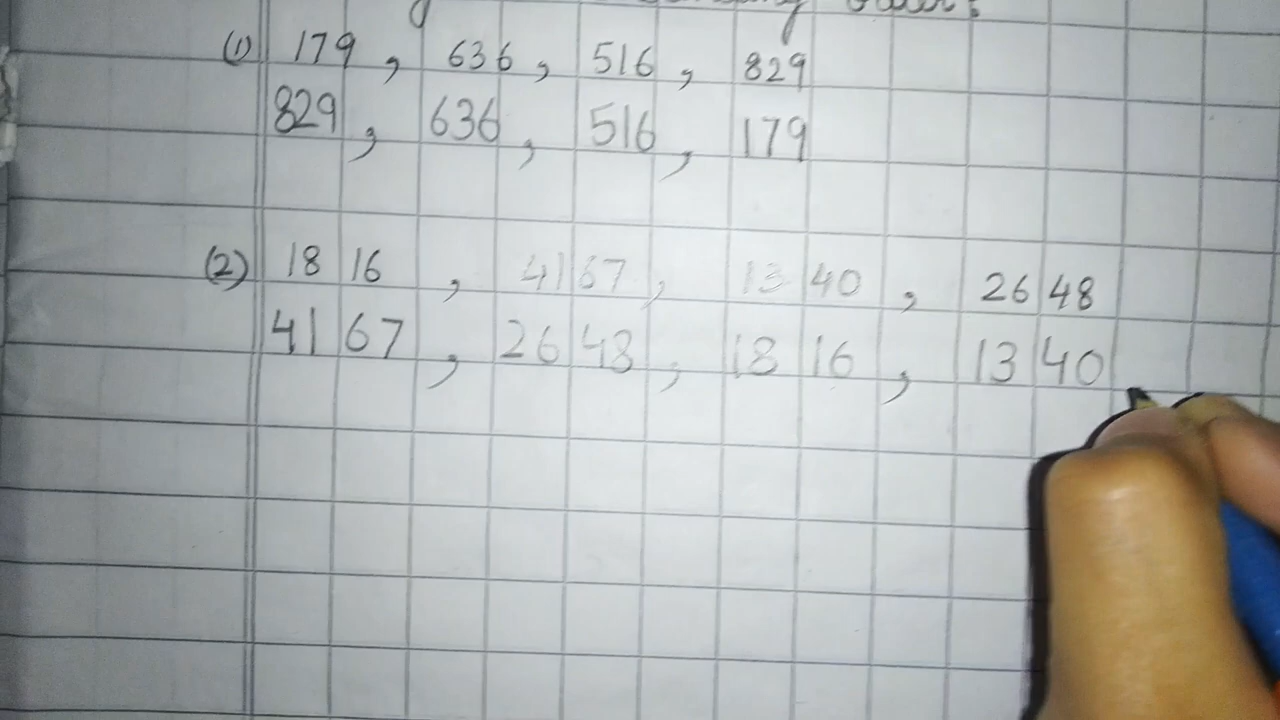 (1) 179 , 636 , 516 , 829
829 , 636 , 516 , 179
(2) 1816 , 4167 , 1340 , 2648
4167 , 2648 , 1816 , 1340